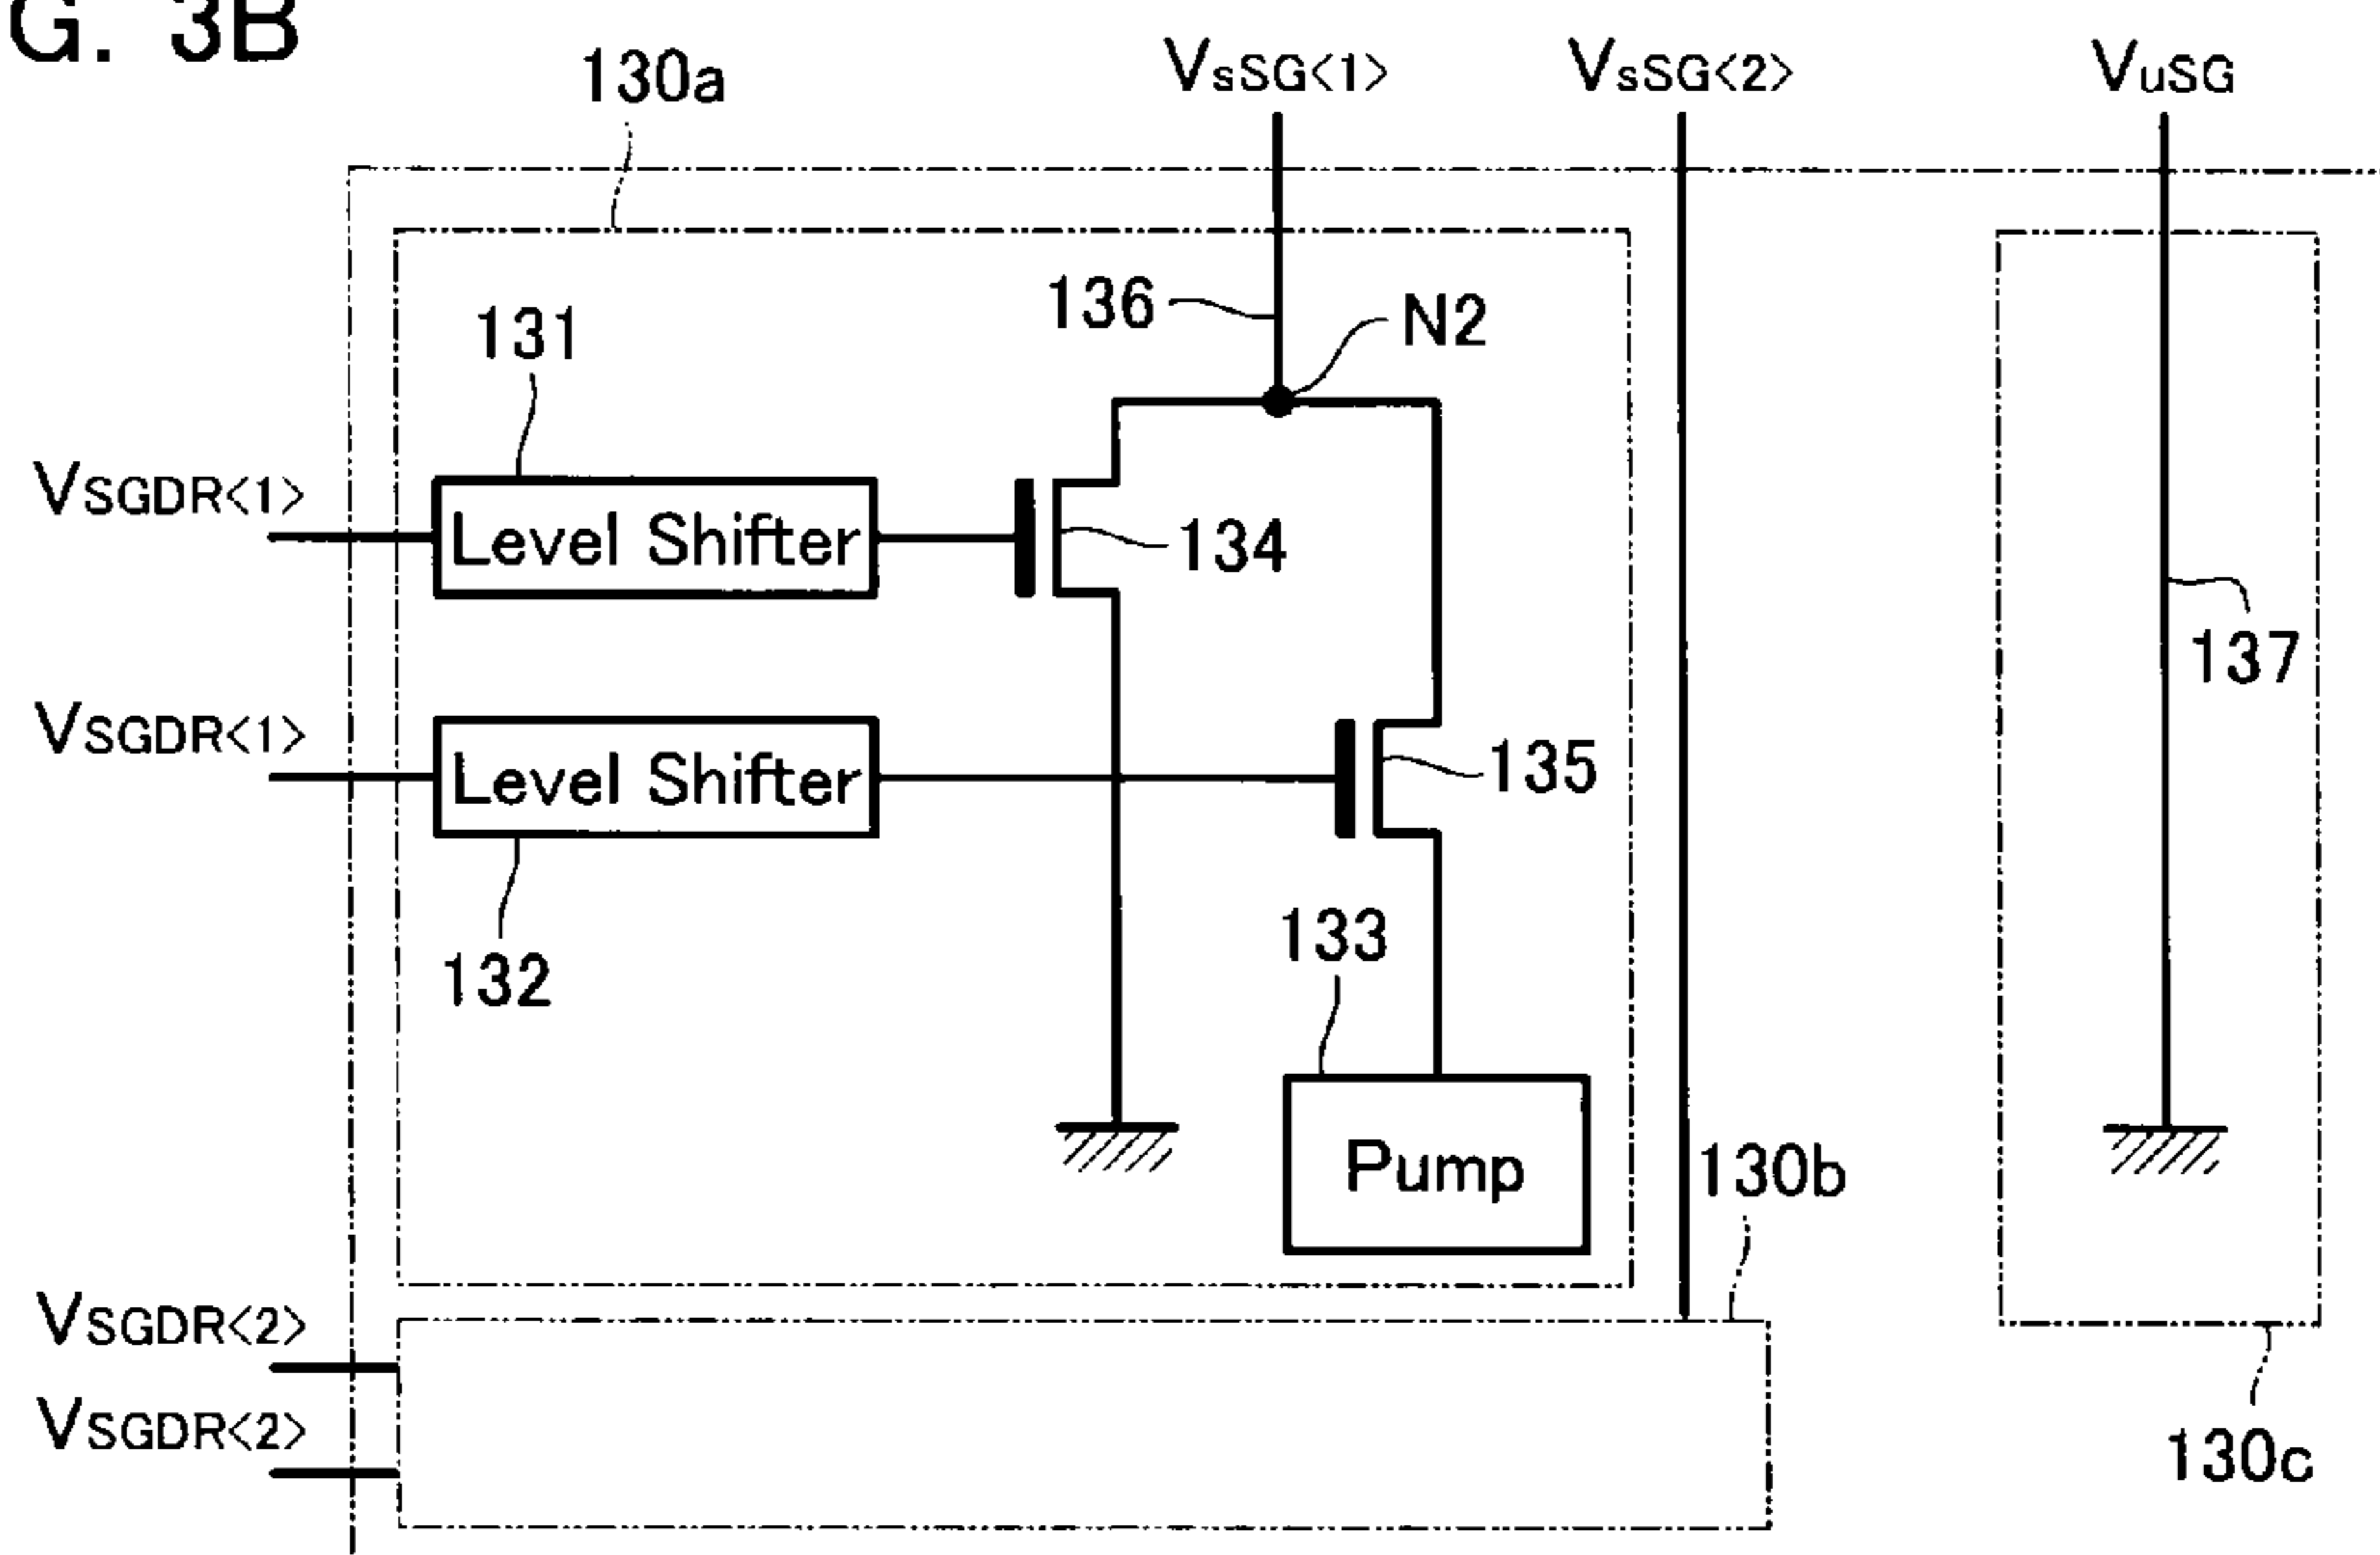 G. 3B
130a
VsSG<1>
VsSG<2>
VuSG
136
N2
131
VSGDR<1>
Level Shifter
134
137
VSGDR<1>
Level Shifter
135
133
132
Pump
130b
VSGDR<2>
VSGDR<2>
130c